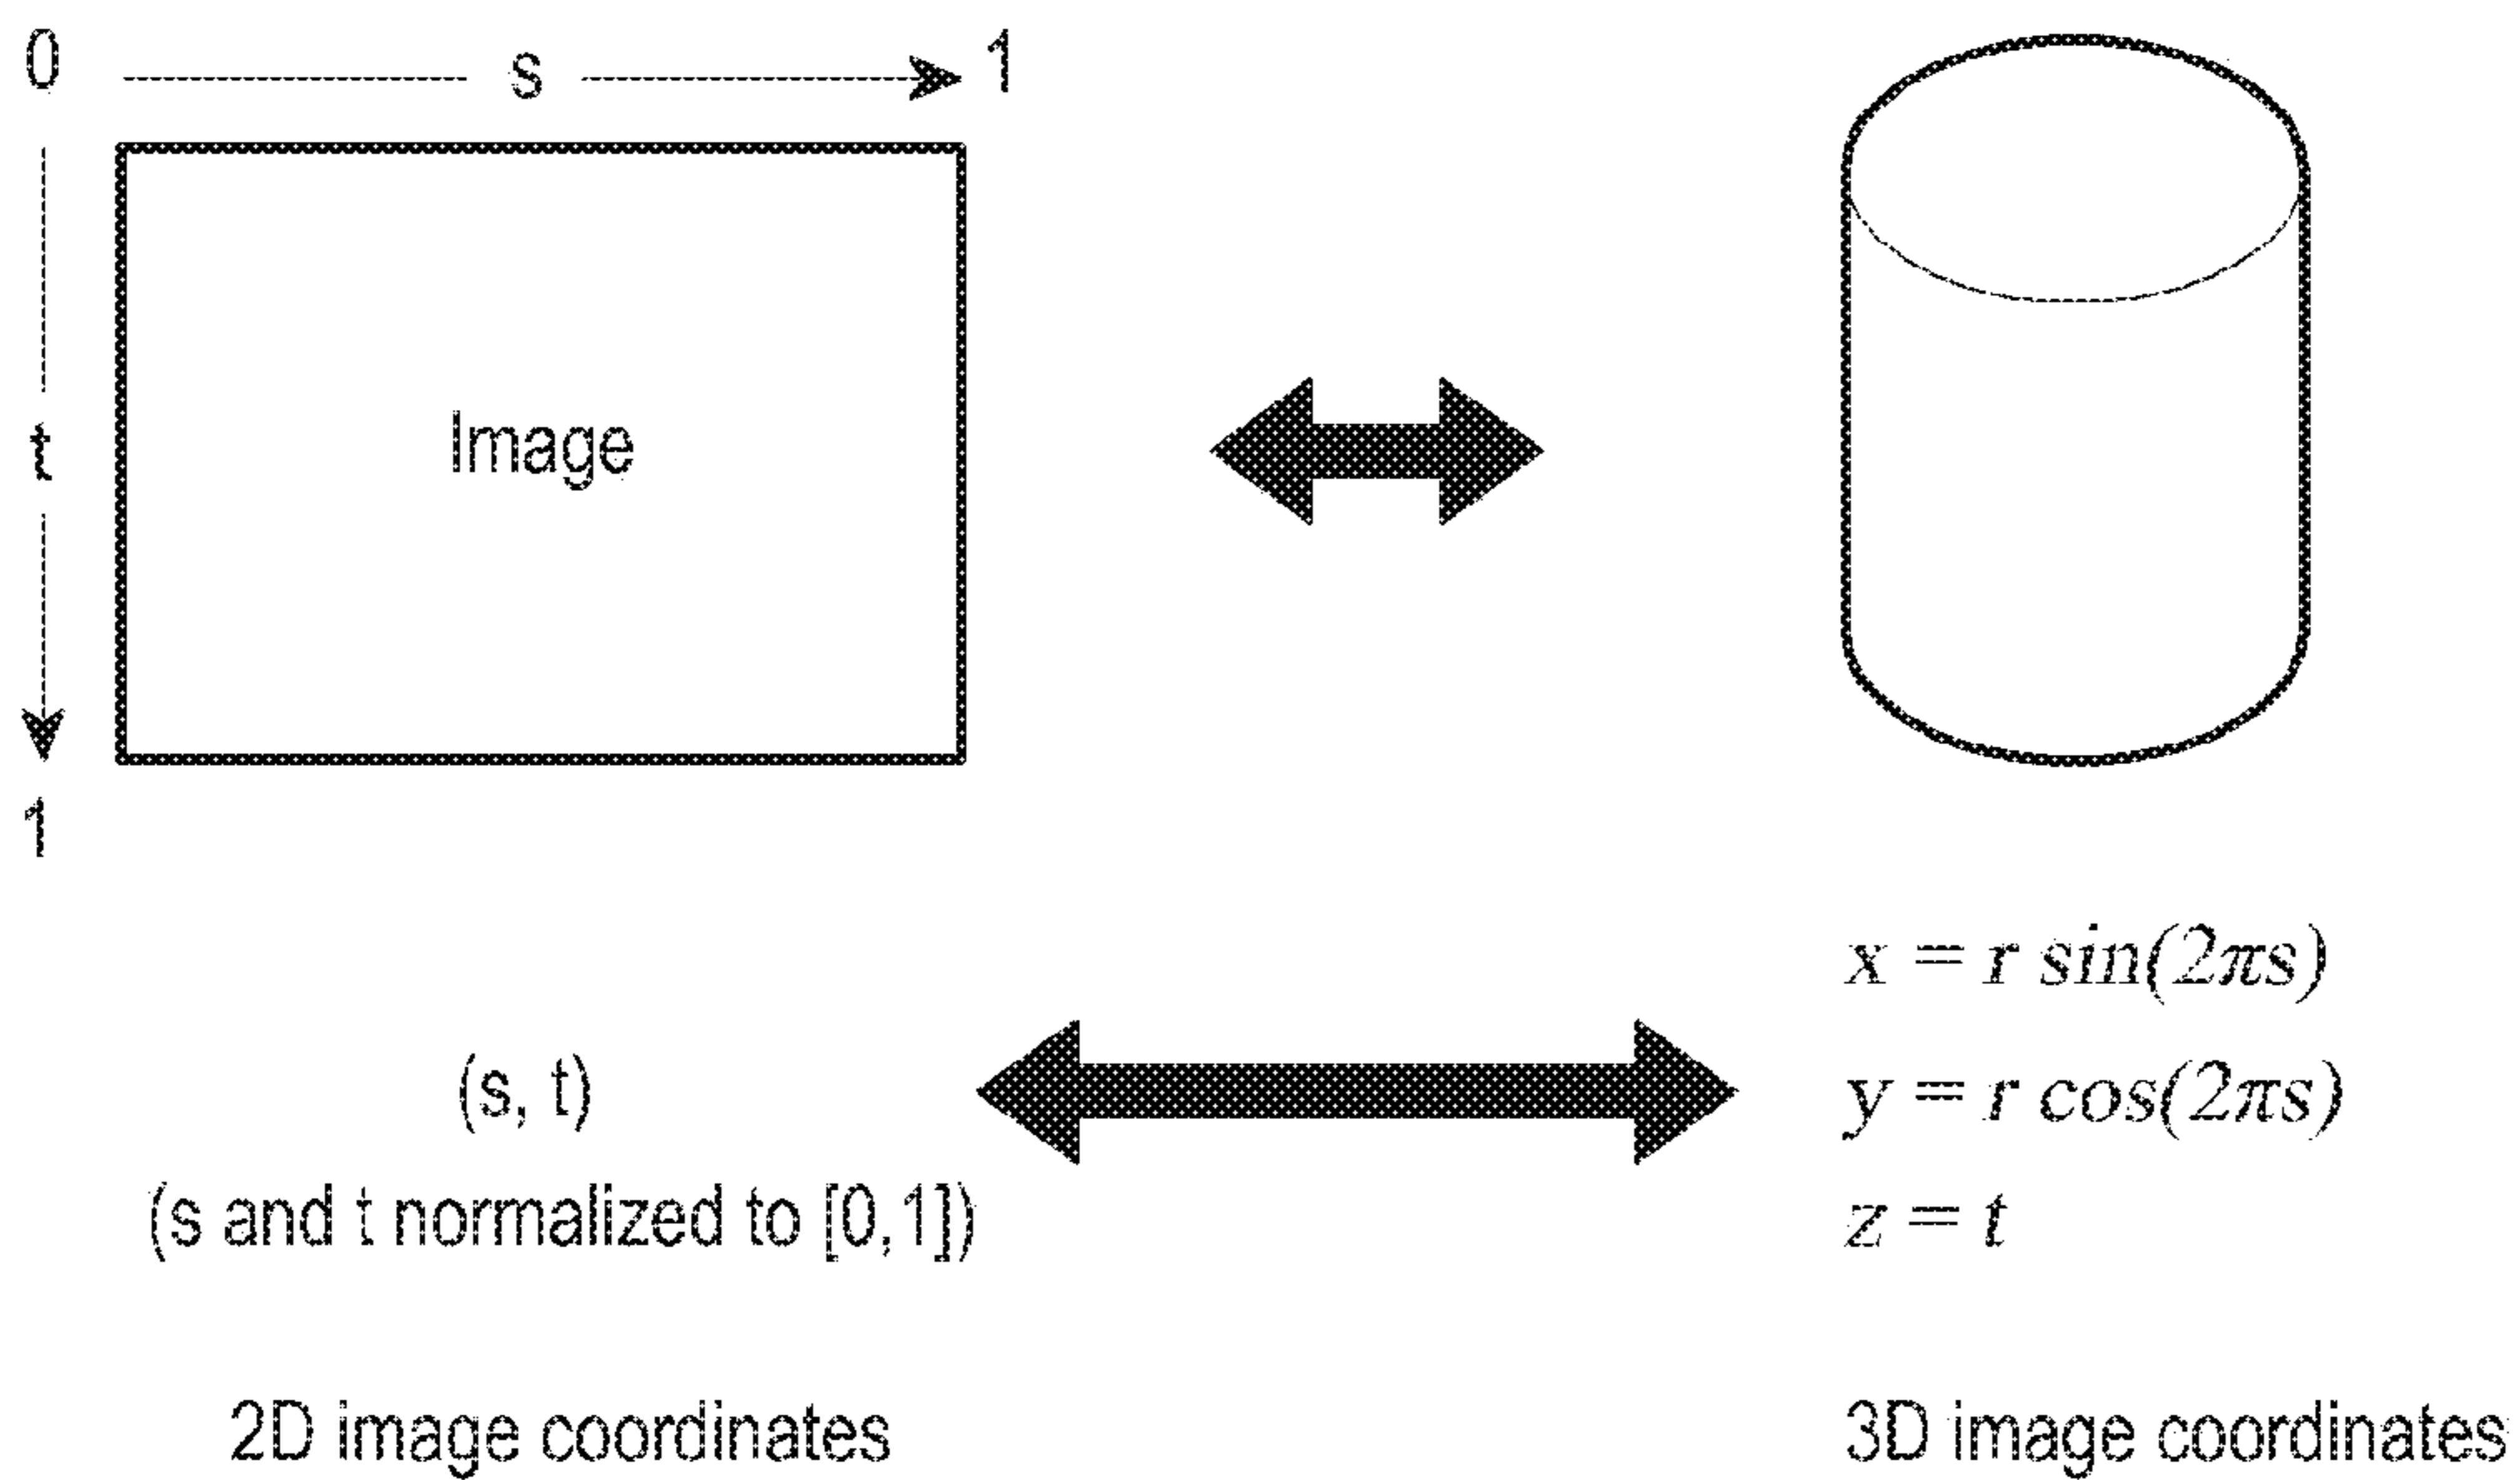 0 s 1
t
Image
1
x = r sin(2πs)
(s, t)
y = r cos(2πs)
(s and t normalized to [0,1])
z = t
2D image coordinates
3D image coordinates